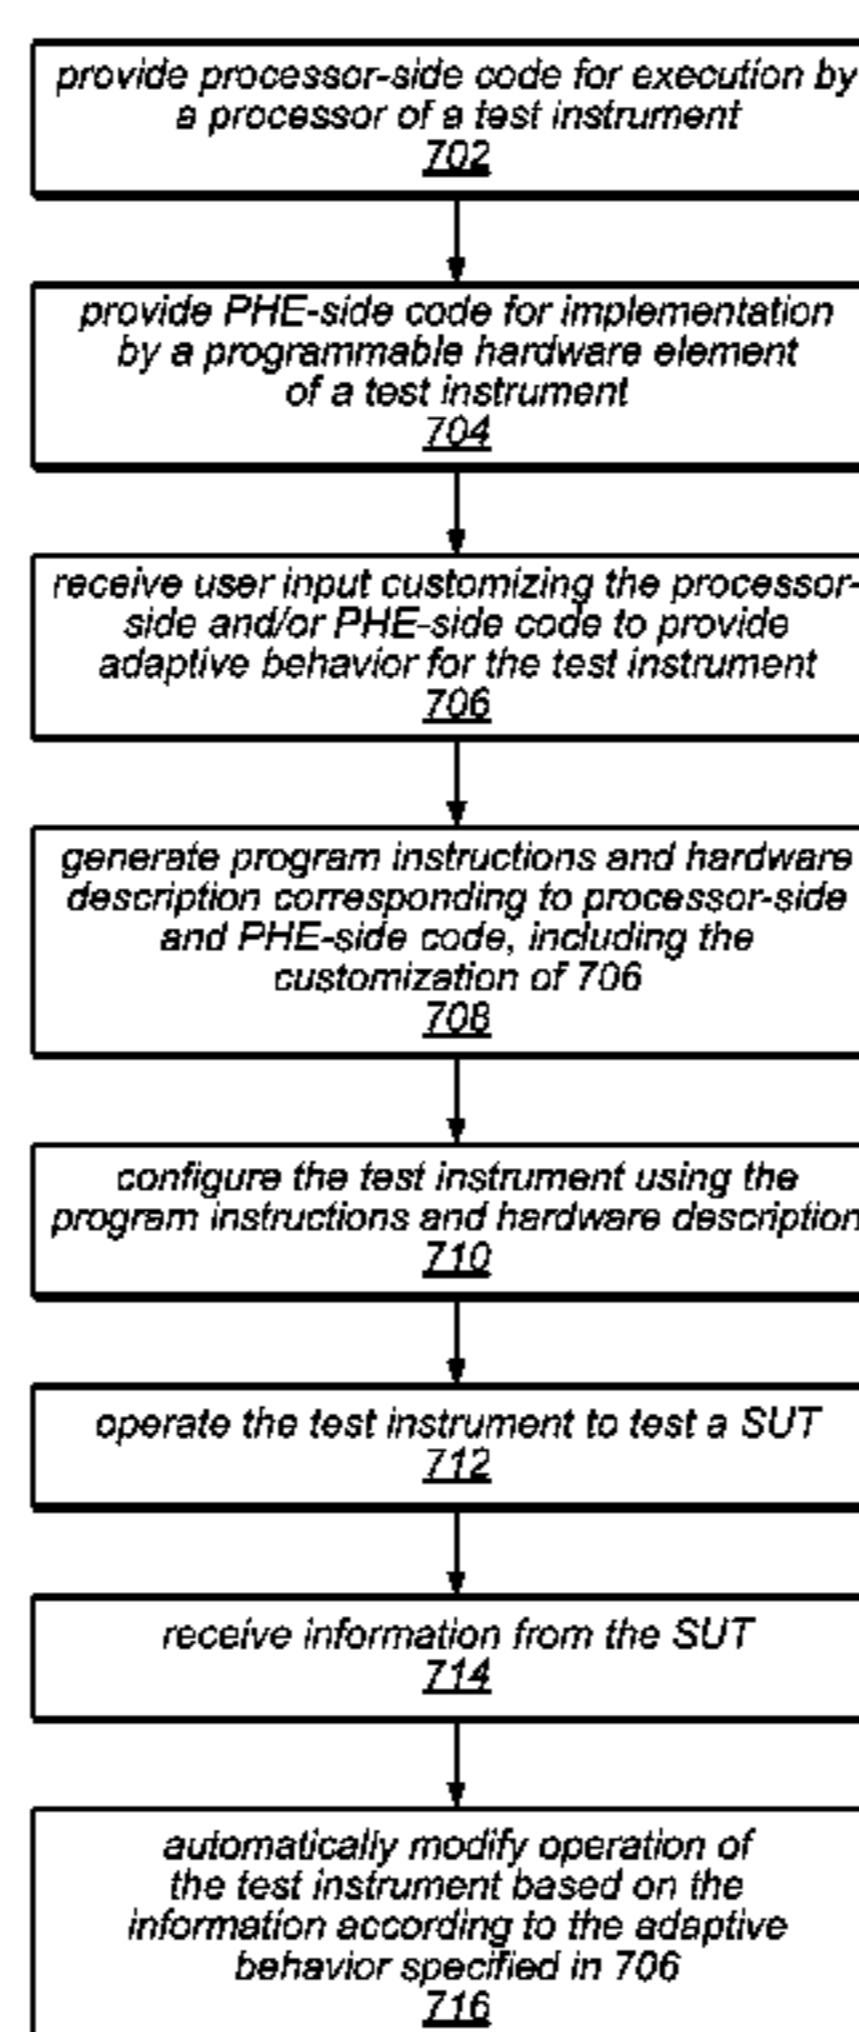 provide processor-side code for execution by
a processor of a test instrument
702
provide PHE-side code for implementation
by a programmable hardware element
of a test instrument
704
receive user input customizing the processor-
side and/or PHE-side code to provide
adaptive behavior for the test instrument
706
generate program instructions and hardware
description corresponding to processor-side
and PHE-side code, including the
customization of 706
708
configure the test instrument using the
program instructions and hardware description
710
operate the test instrument to test a SUT
712
receive information from the SUT
714
automatically modify operation of
the test instrument based on the
information according to the adaptive
behavior specified in 706
716